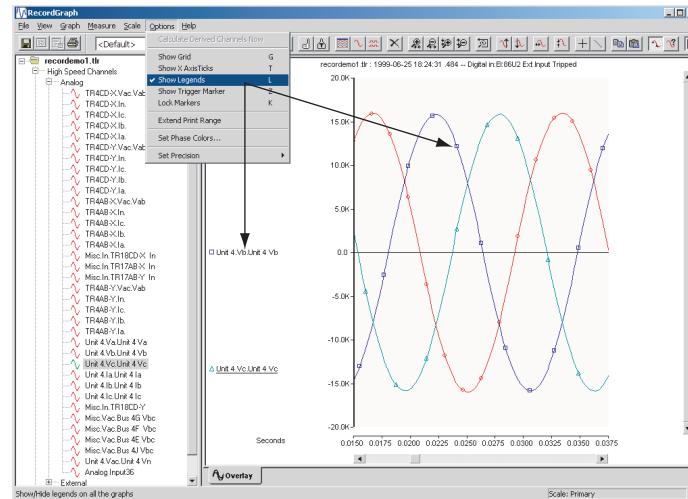 RecordGraph
File View Graph Measure Scale Options Help
<Default>
Calculate Derived Channels Now
Show Grid G
Show X AxisTicks T
Show Legends L
Show Trigger Marker Z
Lock Markers K
Extend Print Range
Set Phase Colors...
Set Precision
recordemo1.tlr
High Speed Channels
Analog
TR4CD-X.Vac.Vab
TR4CD-X.In.
TR4CD-X.Ic.
TR4CD-X.Ib.
TR4CD-X.Ia.
TR4CD-Y.Vac.Vab
TR4CD-Y.In.
TR4CD-Y.Ic.
TR4CD-Y.Ib.
TR4CD-Y.Ia.
TR4AB-X.Vac.Vab
TR4AB-X.In.
TR4AB-X.Ic.
TR4AB-X.Ib.
TR4AB-X.Ia.
Misc.In.TR18CD-X In
Misc.In.TR17AB-X In
Misc.In.TR17AB-Y In
TR4AB-Y.Vac.Vab
TR4AB-Y.In.
TR4AB-Y.Ic.
TR4AB-Y.Ib.
TR4AB-Y.Ia.
Unit 4.Va.Unit 4 Va
Unit 4.Vb.Unit 4 Vb
Unit 4.Vc.Unit 4 Vc
Unit 4.Ia.Unit 4 Ia
Unit 4.Ib.Unit 4 Ib
Unit 4.Ic.Unit 4 Ic
Misc.In.TR18CD-Y
Misc.Vac.Bus 4G Vbc
Misc.Vac.Bus 4F Vbc
Misc.Vac.Bus 4E Vbc
Misc.Vac.Bus 4J Vbc
Unit 4.Vac.Unit 4 Vn
Analog Input36
External
recordemo1.tlr : 1999-06-25 18:24:31 .484 -- Digital in:El:86U2 Ext.Input Tripped
20.0K
15.0K
10.0K
5.0K
0.0
-5.0K
-10.0K
-15.0K
-20.0K
Unit 4.Vb.Unit 4 Vb
Unit 4.Vc.Unit 4 Vc
Seconds
0.0150 0.0175 0.0200 0.0225 0.0250 0.0275 0.0300 0.0325 0.0350 0.0375
Overlay
Show/Hide legends on all the graphs
Scale: Primary